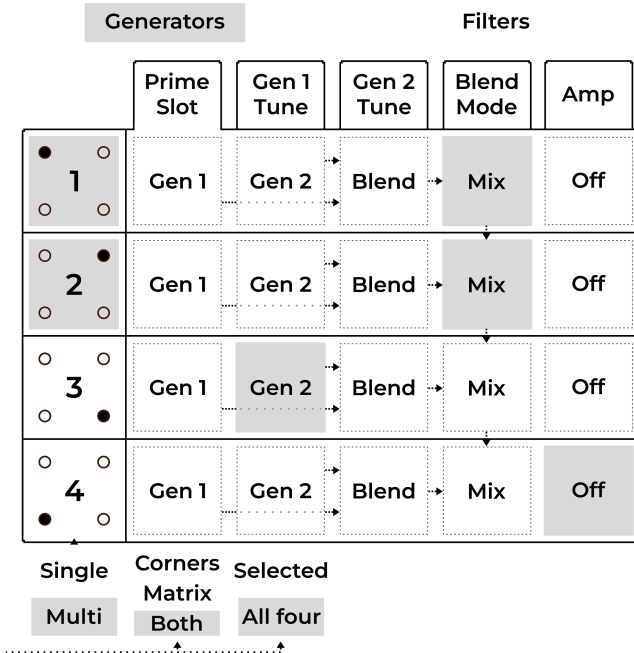 Generators Filters
Prime Slot Gen 1 Tune Gen 2 Tune Blend Mode Amp
1 Gen 1 Gen 2 Blend Mix Off
2 Gen 1 Gen 2 Blend Mix Off
3 Gen 1 Gen 2 Blend Mix Off
4 Gen 1 Gen 2 Blend Mix Off
Single Corners Matrix Selected
Multi Both All four